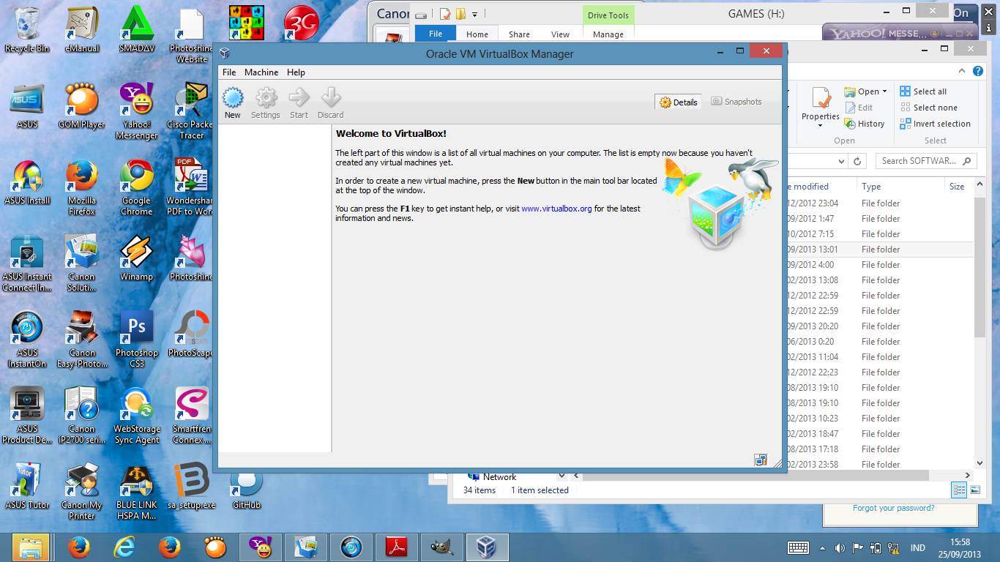 Recycle Bin
eManual
SMADΔV
Photoshine
Website
3G
ASUS
GOM Player
Yahoo!
Messenger
Cisco Packe
Tracer
ASUS Install
Mozilla
Firefox
Google
Chrome
PDF
Wondershar
PDF to Word
ASUS Instant
Connect In...
Canon
Soluti...
Winamp
Photoshine
ASUS
InstantOn
Canon
Easy-Photo...
Ps
Photoshop
CS3
PhotoScape
ASUS
Product De...
Canon
iP2700 seri...
WebStorage
Sync Agent
Smartfren
Connex ...
Tutor
ASUS Tutor
Canon My
Printer
BLUE LINK
HSPA M...
sa_setup.exe
GitHub
Canon
Drive Tools
GAMES (H:)
On
File
Home
Share
View
Manage
YAHOO! MESSE...
Oracle VM VirtualBox Manager
File
Machine
Help
New
Settings
Start
Discard
Details
Snapshots
Welcome to VirtualBox!
The left part of this window is a list of all virtual machines on your computer. The list is empty now because you haven't
created any virtual machines yet.
In order to create a new virtual machine, press the New button in the main tool bar located
at the top of the window.
You can press the F1 key to get instant help, or visit www.virtualbox.org for the latest
information and news.
Properties
Open
Edit
History
Open
Select all
Select none
Invert selection
Select
Search SOFTWAR...
e modified
Type
Size
12/2012 23:04 File folder
09/2012 1:47 File folder
10/2012 7:15 File folder
09/2013 13:01 File folder
09/2012 4:00 File folder
02/2013 13:08 File folder
12/2012 22:59 File folder
12/2012 22:59 File folder
09/2013 20:20 File folder
06/2013 0:20 File folder
02/2013 11:04 File folder
12/2012 22:23 File folder
08/2013 19:10 File folder
08/2013 19:10 File folder
02/2013 10:23 File folder
02/2013 18:47 File folder
08/2013 17:18 File folder
02/2013 23:58 File folder
Network
34 items
1 item selected
Forgot your password?
IND
15:58
25/09/2013